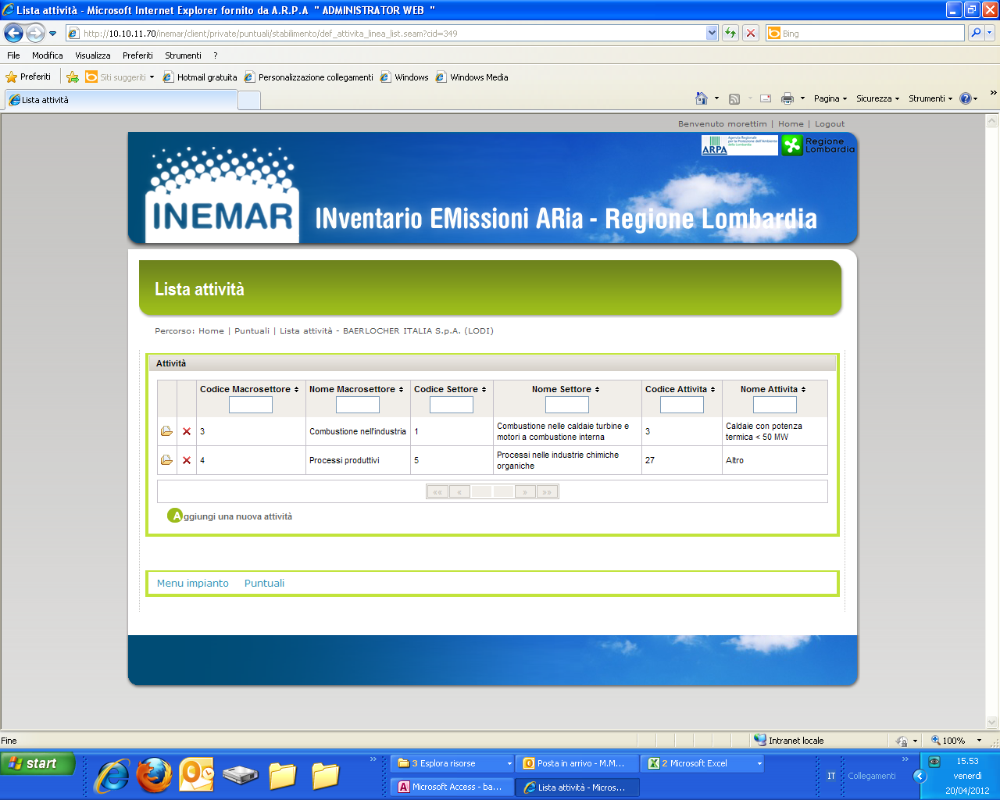 Lista attività - Microsoft Internet Explorer fornito da A.R.P.A " ADMINISTRATOR WEB "
http://10.10.11.70/inemar/client/private/puntuali/stabilimento/def_attivita_linea_list.seam?cid=349
Bing
File Modifica Visualizza Preferiti Strumenti ?
Preferiti Siti suggeriti Hotmail gratuita Personalizzazione collegamenti Windows Windows Media
Lista attività
Pagina Sicurezza Strumenti
Benvenuto morettim | Home | Logout
ARPA
Regione
Lombardia
INEMAR INventario EMissioni ARia - Regione Lombardia
Lista attività
Percorso: Home | Puntuali | Lista attività - BAERLOCHER ITALIA S.p.A. (LODI)
Attività
Codice Macrosettore Nome Macrosettore Codice Settore Nome Settore Codice Attivita Nome Attivita
3 Combustione nell'industria 1 Combustione nelle caldaie turbine e motori a combustione interna 3 Caldaie con potenza termica < 50 MW
4 Processi produttivi 5 Processi nelle industrie chimiche organiche 27 Altro
«« « » »»
Aggiungi una nuova attività
Menu impianto Puntuali
Fine Intranet locale 100%
start
3 Esplora risorse Posta in arrivo - M.M... 2 Microsoft Excel
Microsoft Access - ba... Lista attività - Micros...
IT Collegamenti
15.53
venerdì
20/04/2012